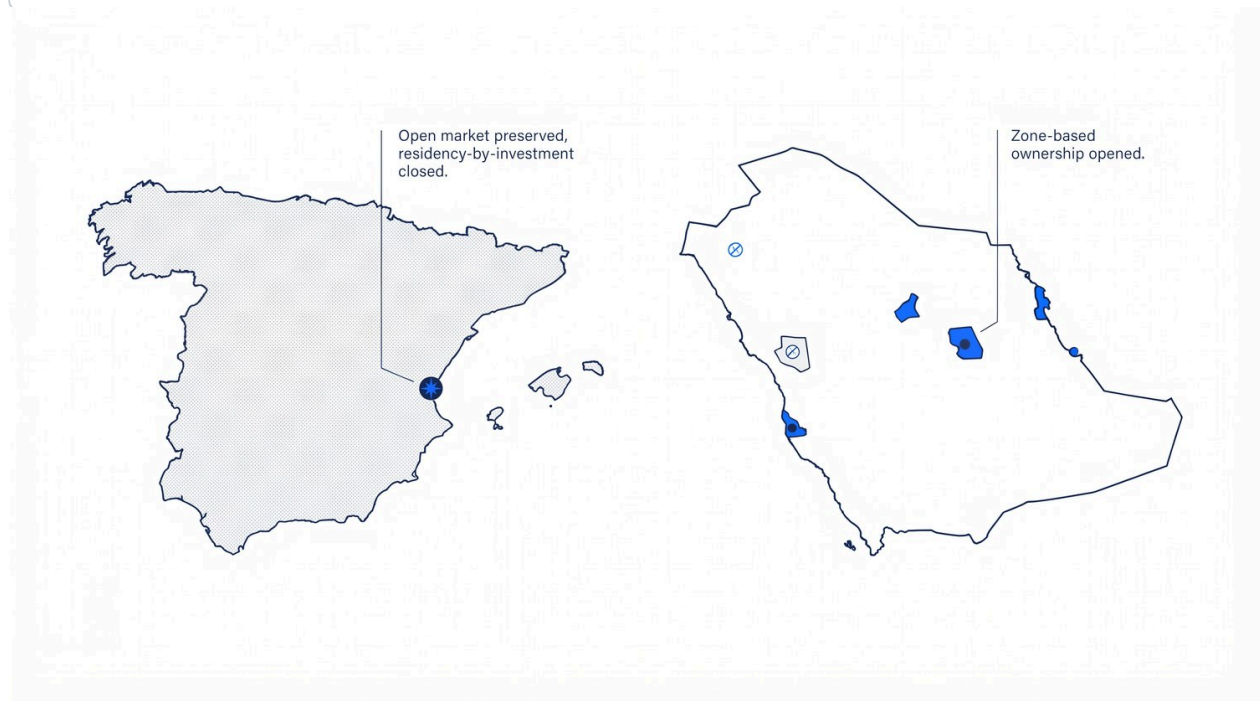 Open market preserved,
residency-by-investment
closed.
Zone-based
ownership opened.